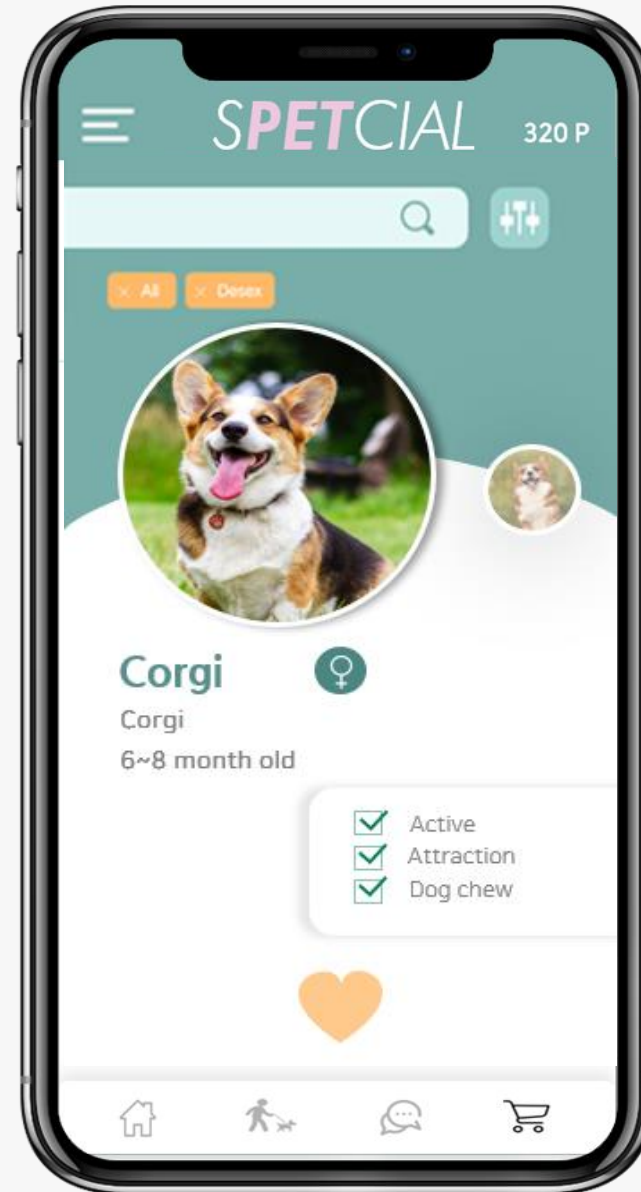 SPETCIAL
320 P
× All
× Desex
Corgi
Corgi
6~8 month old
Active
Attraction
Dog chew